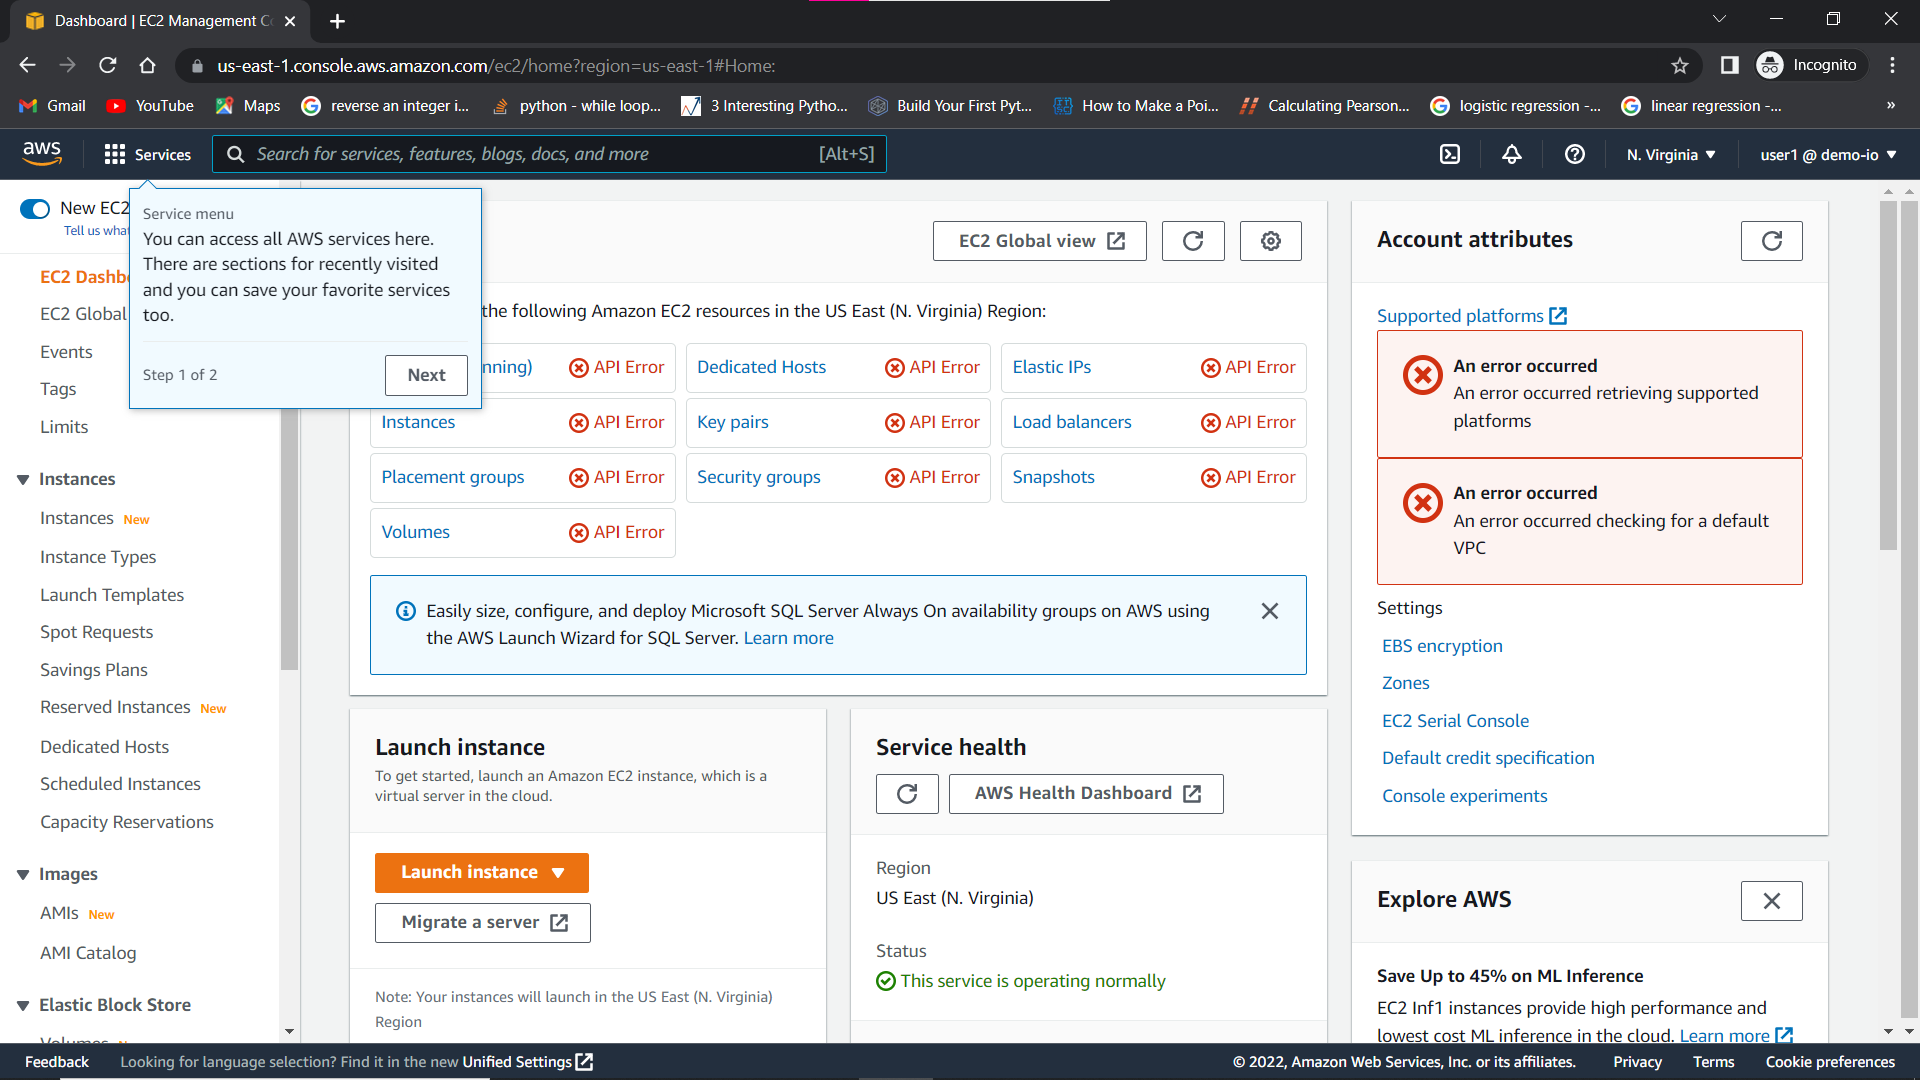 Dashboard | EC2 Management C
us-east-1.console.aws.amazon.com/ec2/home?region=us-east-1#Home:
Incognito
Gmail
YouTube
Maps
reverse an integer i...
python - while loop...
3 Interesting Pytho...
Build Your First Pyt...
How to Make a Poi...
Calculating Pearson...
logistic regression -...
linear regression -...
»
aws
Services
Search for services, features, blogs, docs, and more
[Alt+S]
N. Virginia
user1 @ demo-io
New EC2
Tell us what
Service menu
You can access all AWS services here.
There are sections for recently visited
and you can save your favorite services
too.
Step 1 of 2
Next
EC2 Dashb
EC2 Global
Events
Tags
Limits
Instances
Instances New
Instance Types
Launch Templates
Spot Requests
Savings Plans
Reserved Instances New
Dedicated Hosts
Scheduled Instances
Capacity Reservations
Images
AMIs New
AMI Catalog
Elastic Block Store
Volumes
EC2 Global view
the following Amazon EC2 resources in the US East (N. Virginia) Region:
nning) API Error
Dedicated Hosts API Error
Elastic IPs API Error
Instances API Error
Key pairs API Error
Load balancers API Error
Placement groups API Error
Security groups API Error
Snapshots API Error
Volumes API Error
Easily size, configure, and deploy Microsoft SQL Server Always On availability groups on AWS using
the AWS Launch Wizard for SQL Server. Learn more
Launch instance
To get started, launch an Amazon EC2 instance, which is a
virtual server in the cloud.
Launch instance
Migrate a server
Note: Your instances will launch in the US East (N. Virginia)
Region
Service health
AWS Health Dashboard
Region
US East (N. Virginia)
Status
This service is operating normally
Account attributes
Supported platforms
An error occurred
An error occurred retrieving supported
platforms
An error occurred
An error occurred checking for a default
VPC
Settings
EBS encryption
Zones
EC2 Serial Console
Default credit specification
Console experiments
Explore AWS
Save Up to 45% on ML Inference
EC2 Inf1 instances provide high performance and
lowest cost ML inference in the cloud. Learn more
Feedback
Looking for language selection? Find it in the new Unified Settings
© 2022, Amazon Web Services, Inc. or its affiliates.
Privacy
Terms
Cookie preferences